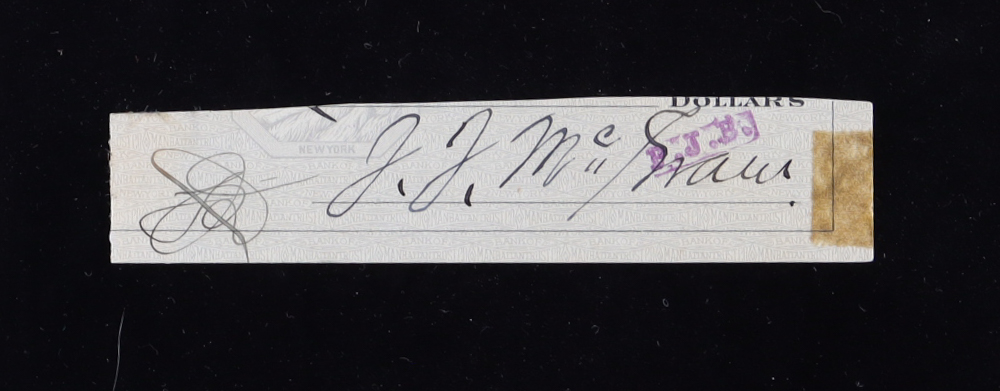 DOLLARS
NEW YORK
J. J. McGraw.